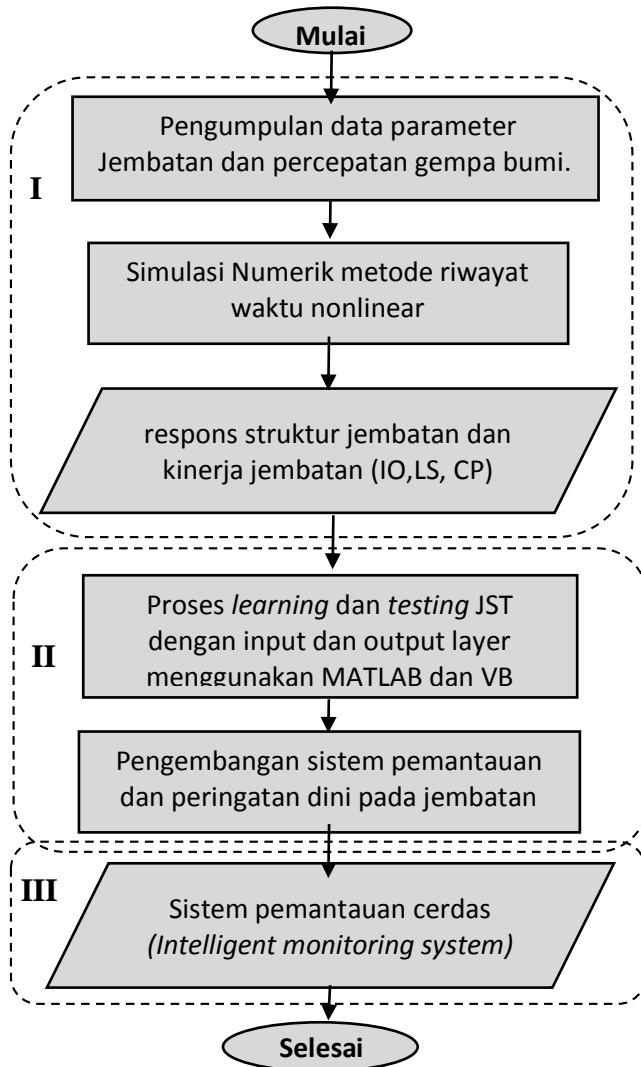 Mulai
I
Pengumpulan data parameter
Jembatan dan percepatan gempa bumi.
Simulasi Numerik metode riwayat
waktu nonlinear
respons struktur jembatan dan
kinerja jembatan (IO,LS, CP)
II
Proses learning dan testing JST
dengan input dan output layer
menggunakan MATLAB dan VB
Pengembangan sistem pemantauan
dan peringatan dini pada jembatan
III
Sistem pemantauan cerdas
(Intelligent monitoring system)
Selesai